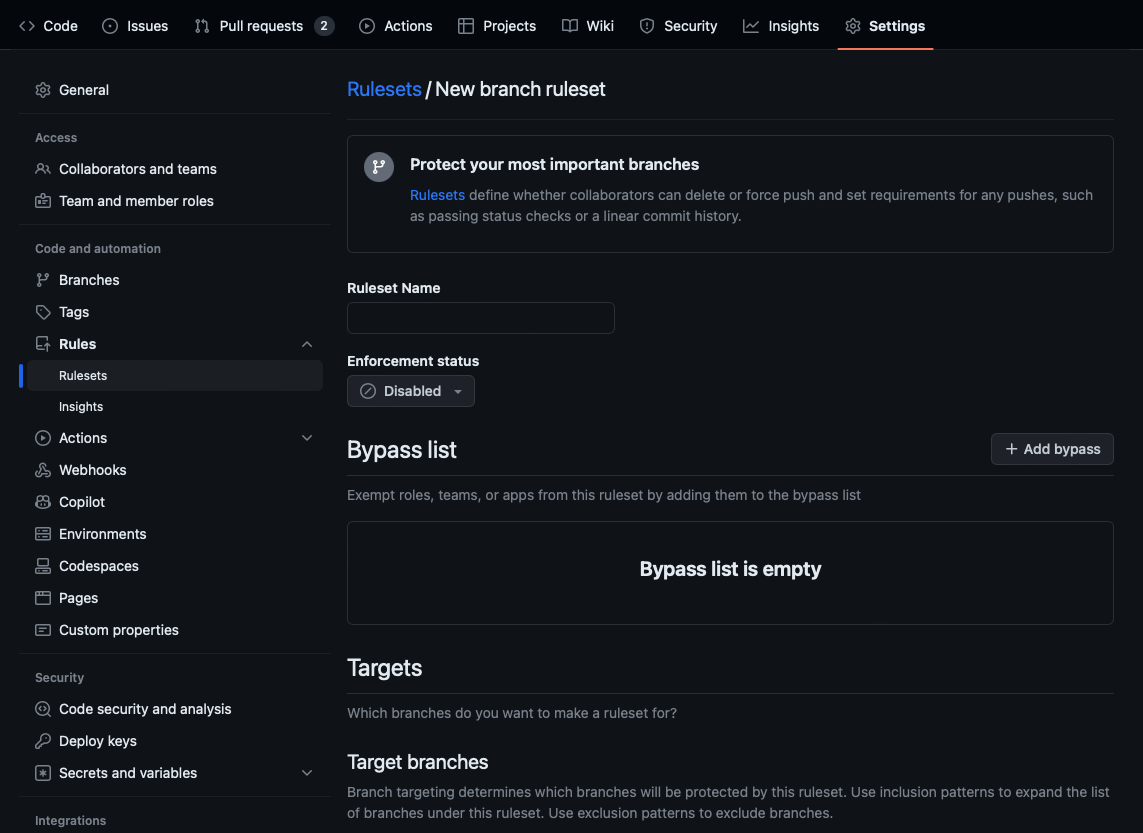 Code Issues Pull requests 2 Actions Projects Wiki Security Insights Settings
General
Access
Collaborators and teams
Team and member roles
Code and automation
Branches
Tags
Rules
Rulesets
Insights
Actions
Webhooks
Copilot
Environments
Codespaces
Pages
Custom properties
Security
Code security and analysis
Deploy keys
Secrets and variables
Integrations
Rulesets / New branch ruleset
Protect your most important branches
Rulesets define whether collaborators can delete or force push and set requirements for any pushes, such
as passing status checks or a linear commit history.
Ruleset Name
Enforcement status
Disabled
Bypass list
Add bypass
Exempt roles, teams, or apps from this ruleset by adding them to the bypass list
Bypass list is empty
Targets
Which branches do you want to make a ruleset for?
Target branches
Branch targeting determines which branches will be protected by this ruleset. Use inclusion patterns to expand the list
of branches under this ruleset. Use exclusion patterns to exclude branches.